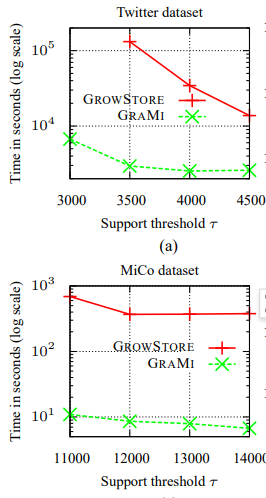 Twitter dataset
Time in seconds (log scale)
10^5
10^4
GROWSTORE
GRAMI
3000 3500 4000 4500
Support threshold τ
(a)
MiCo dataset
Time in seconds (log scale)
10^3
10^2
10^1
GROWSTORE
GRAMI
11000 12000 13000 14000
Support threshold τ